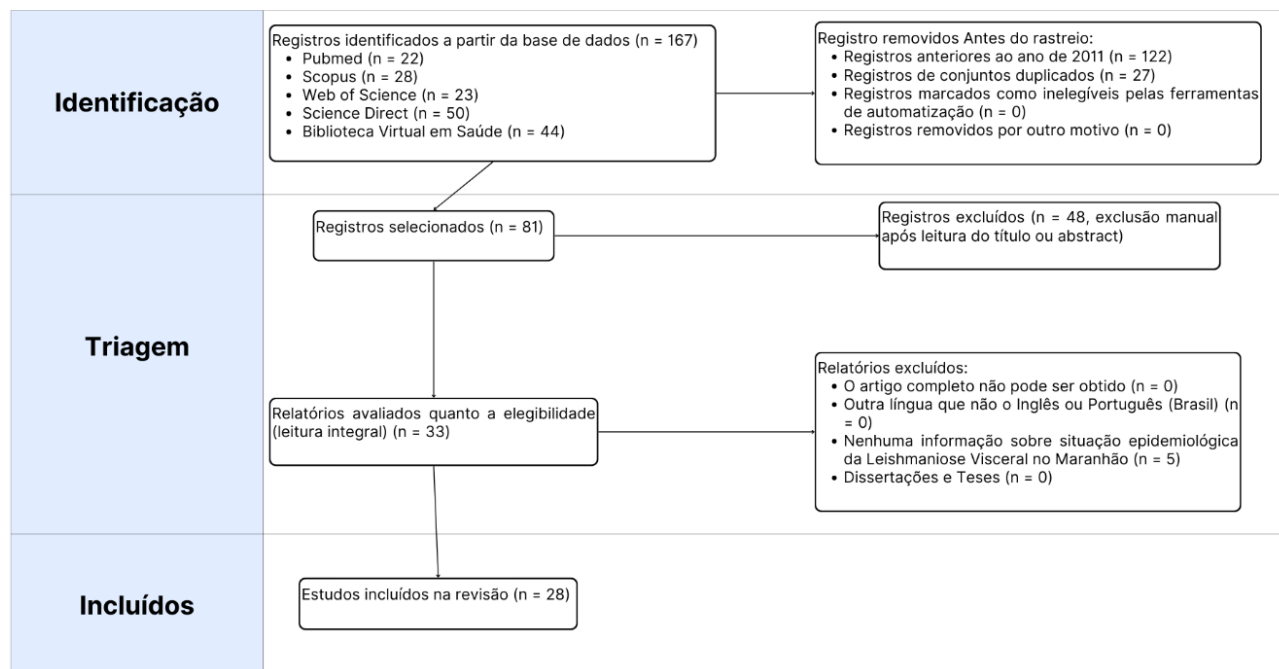 Identificação
Registros identificados a partir da base de dados (n = 167)
• Pubmed (n = 22)
• Scopus (n = 28)
• Web of Science (n = 23)
• Science Direct (n = 50)
• Biblioteca Virtual em Saúde (n = 44)
Registro removidos Antes do rastreio:
• Registros anteriores ao ano de 2011 (n = 122)
• Registros de conjuntos duplicados (n = 27)
• Registros marcados como inelegíveis pelas ferramentas
de automatização (n = 0)
• Registros removidos por outro motivo (n = 0)
Triagem
Registros selecionados (n = 81)
Registros excluídos (n = 48, exclusão manual
após leitura do título ou abstract)
Relatórios avaliados quanto a elegibilidade
(leitura integral) (n = 33)
Relatórios excluídos:
• O artigo completo não pode ser obtido (n = 0)
• Outra língua que não o Inglês ou Português (Brasil) (n
= 0)
• Nenhuma informação sobre situação epidemiológica
da Leishmaniose Visceral no Maranhão (n = 5)
• Dissertações e Teses (n = 0)
Incluídos
Estudos incluídos na revisão (n = 28)